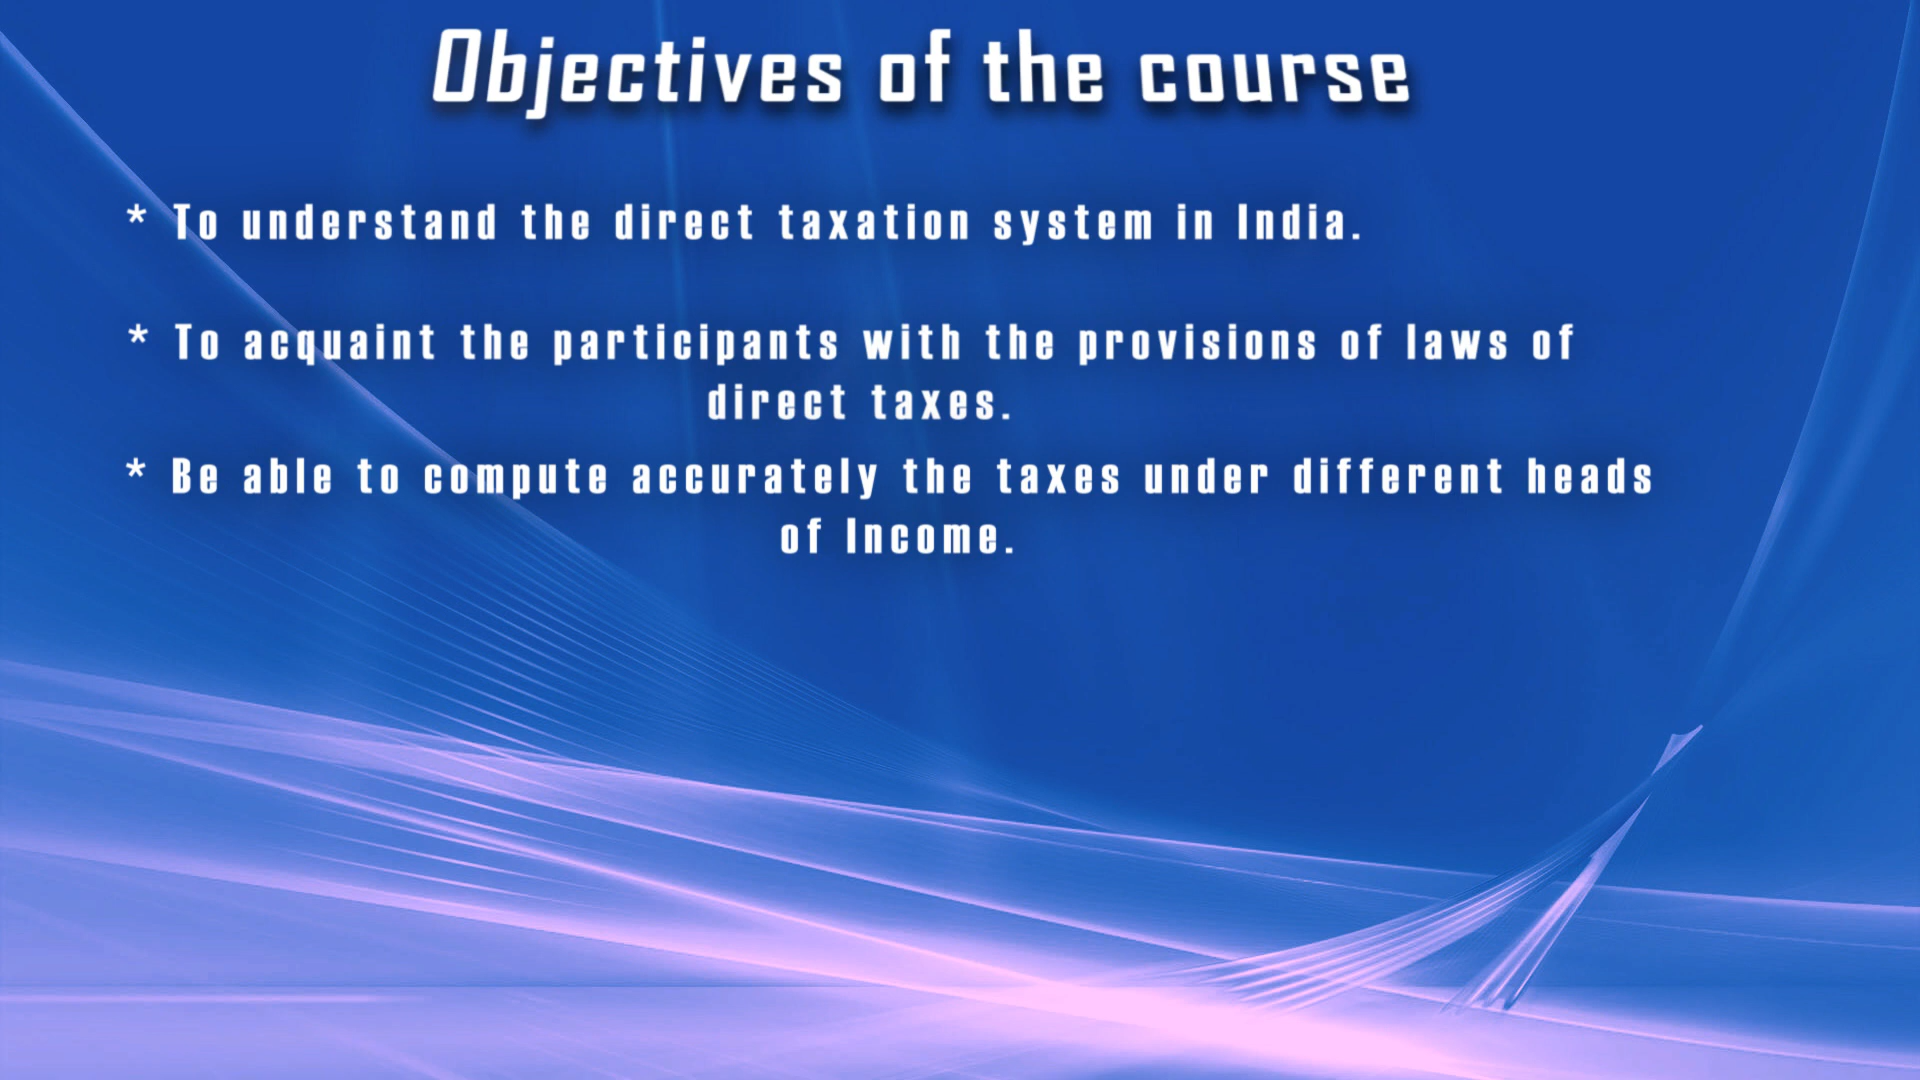 Objectives of the course
* To understand the direct taxation system in India.
* To acquaint the participants with the provisions of laws of
direct taxes.
* Be able to compute accurately the taxes under different heads
of Income.